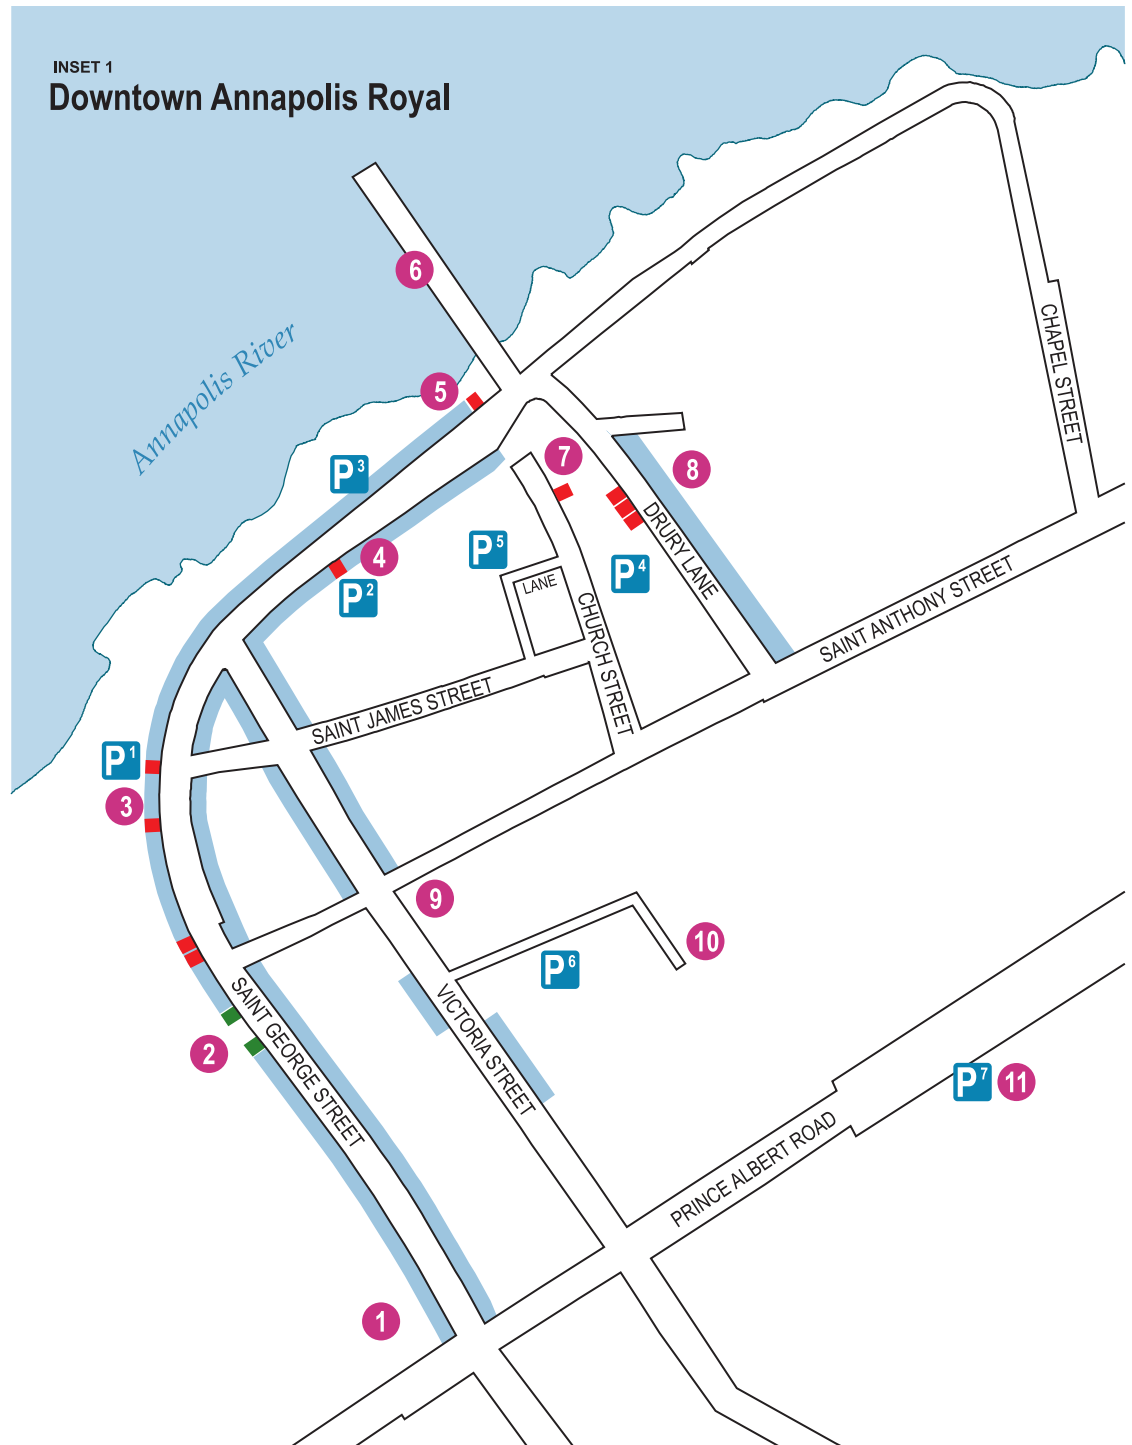 INSET 1
Downtown Annapolis Royal
6
Annapolis River
CHAPEL STREET
5
7
P3
8
DRURY LANE
4
P5
P4
P2
LANE
SAINT ANTHONY STREET
CHURCH STREET
SAINT JAMES STREET
P1
3
9
10
P6
SAINT GEORGE STREET
VICTORIA STREET
2
P7
11
PRINCE ALBERT ROAD
1